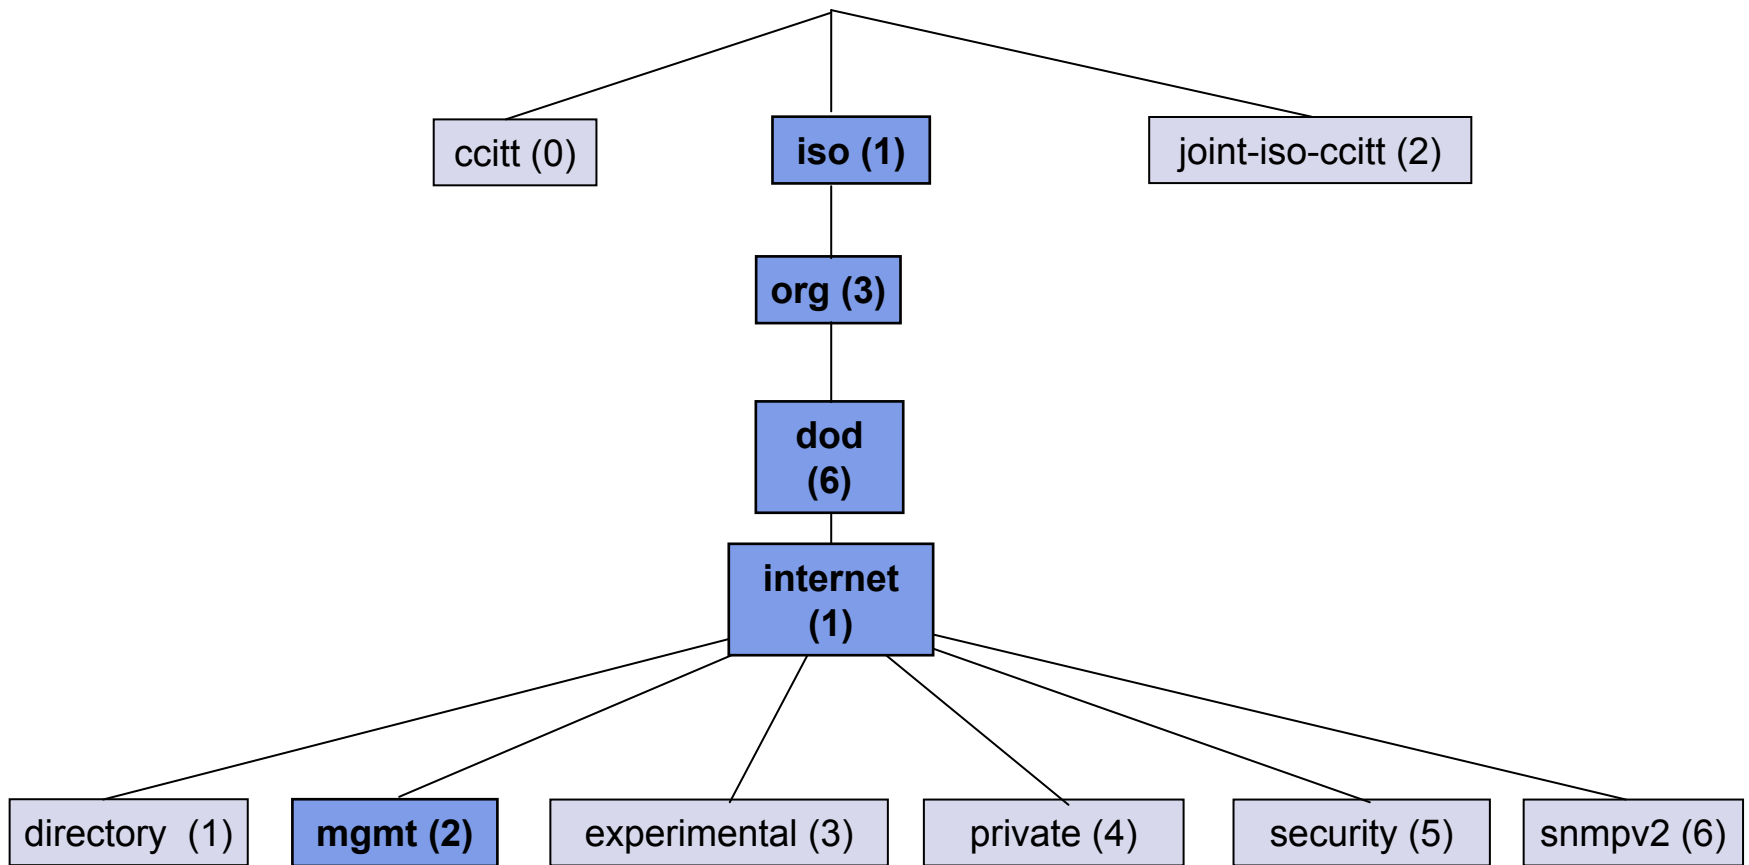 ccitt (0)
iso (1)
joint-iso-ccitt (2)
org (3)
dod
(6)
internet
(1)
directory (1)
mgmt (2)
experimental (3)
private (4)
security (5)
snmpv2 (6)